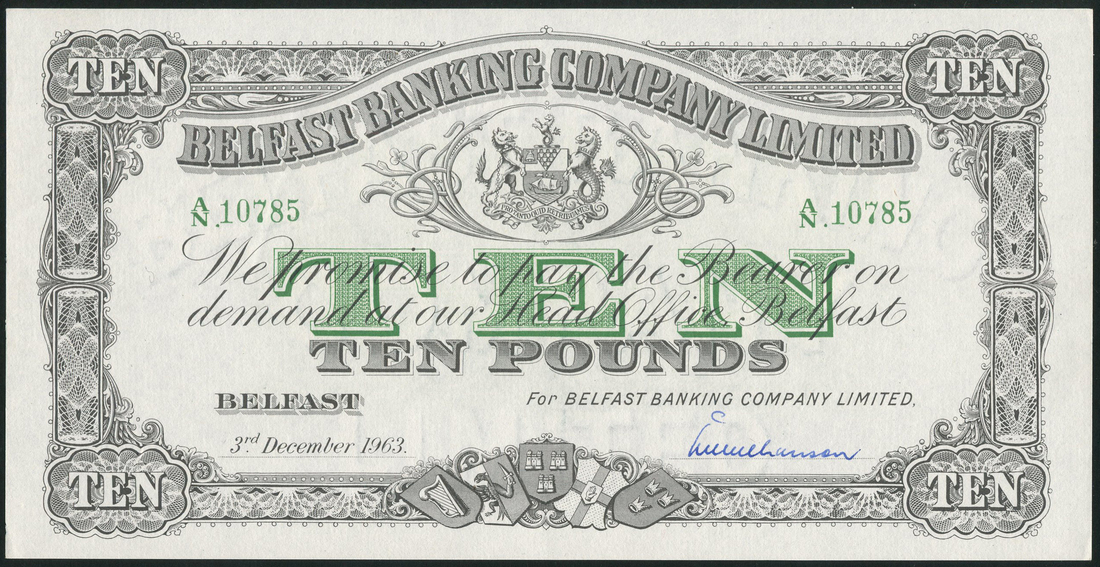 TEN TEN
BELFAST BANKING COMPANY LIMITED
A/N. 10785 A/N. 10785
We promise to pay the Bearer on
demand at our Head Office, Belfast
TEN
TEN POUNDS
BELFAST For BELFAST BANKING COMPANY LIMITED,
3rd December 1963.
TEN TEN